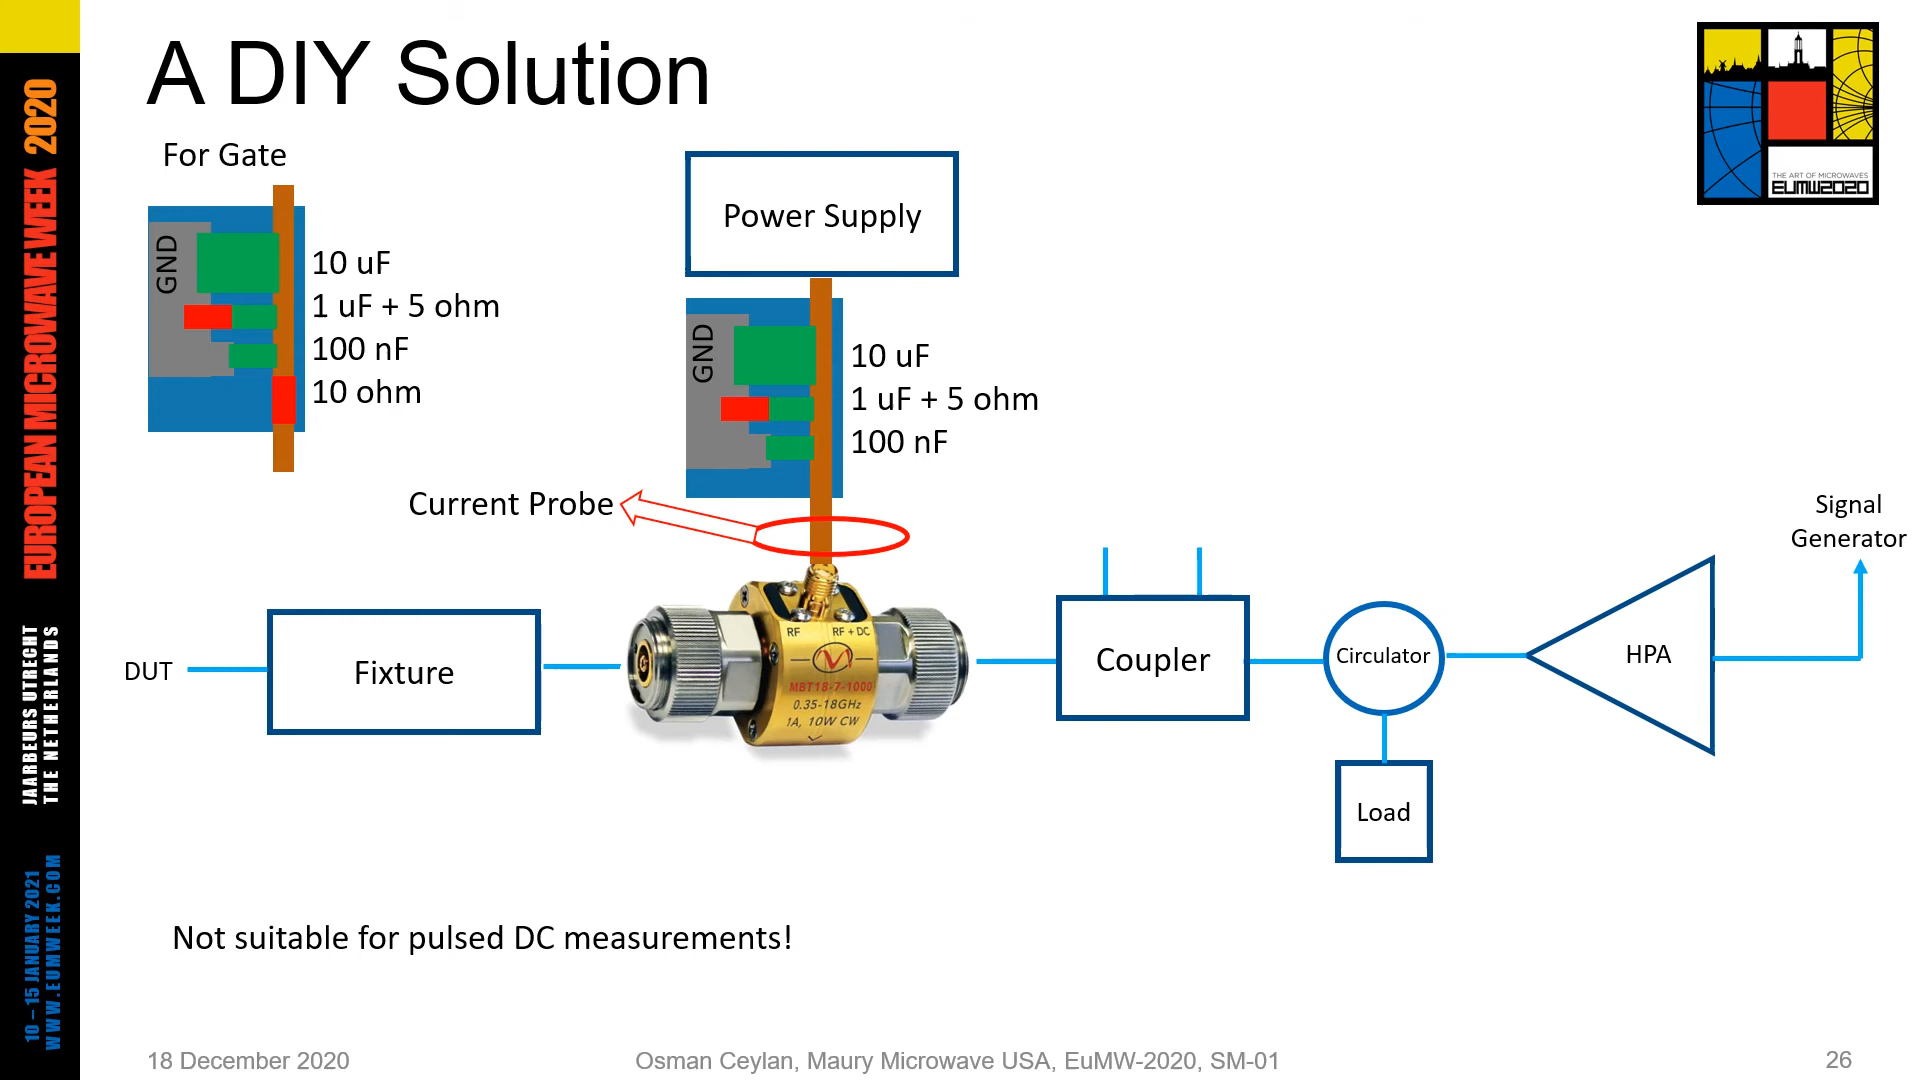 A DIY Solution
For Gate
GND
10 uF
1 uF + 5 ohm
100 nF
10 ohm
Power Supply
GND
10 uF
1 uF + 5 ohm
100 nF
Current Probe
DUT
Fixture
RF
RF + DC
MBT18-7-1000
0.35-18GHz
1A, 10W CW
Coupler
Circulator
Load
HPA
Signal
Generator
Not suitable for pulsed DC measurements!
THE ART OF MICROWAVES
EUMW2020
EUROPEAN MICROWAVE WEEK 2020
JAARBEURS UTRECHT
THE NETHERLANDS
10 – 15 JANUARY 2021
WWW.EUMWEEK.COM
18 December 2020
Osman Ceylan, Maury Microwave USA, EuMW-2020, SM-01
26